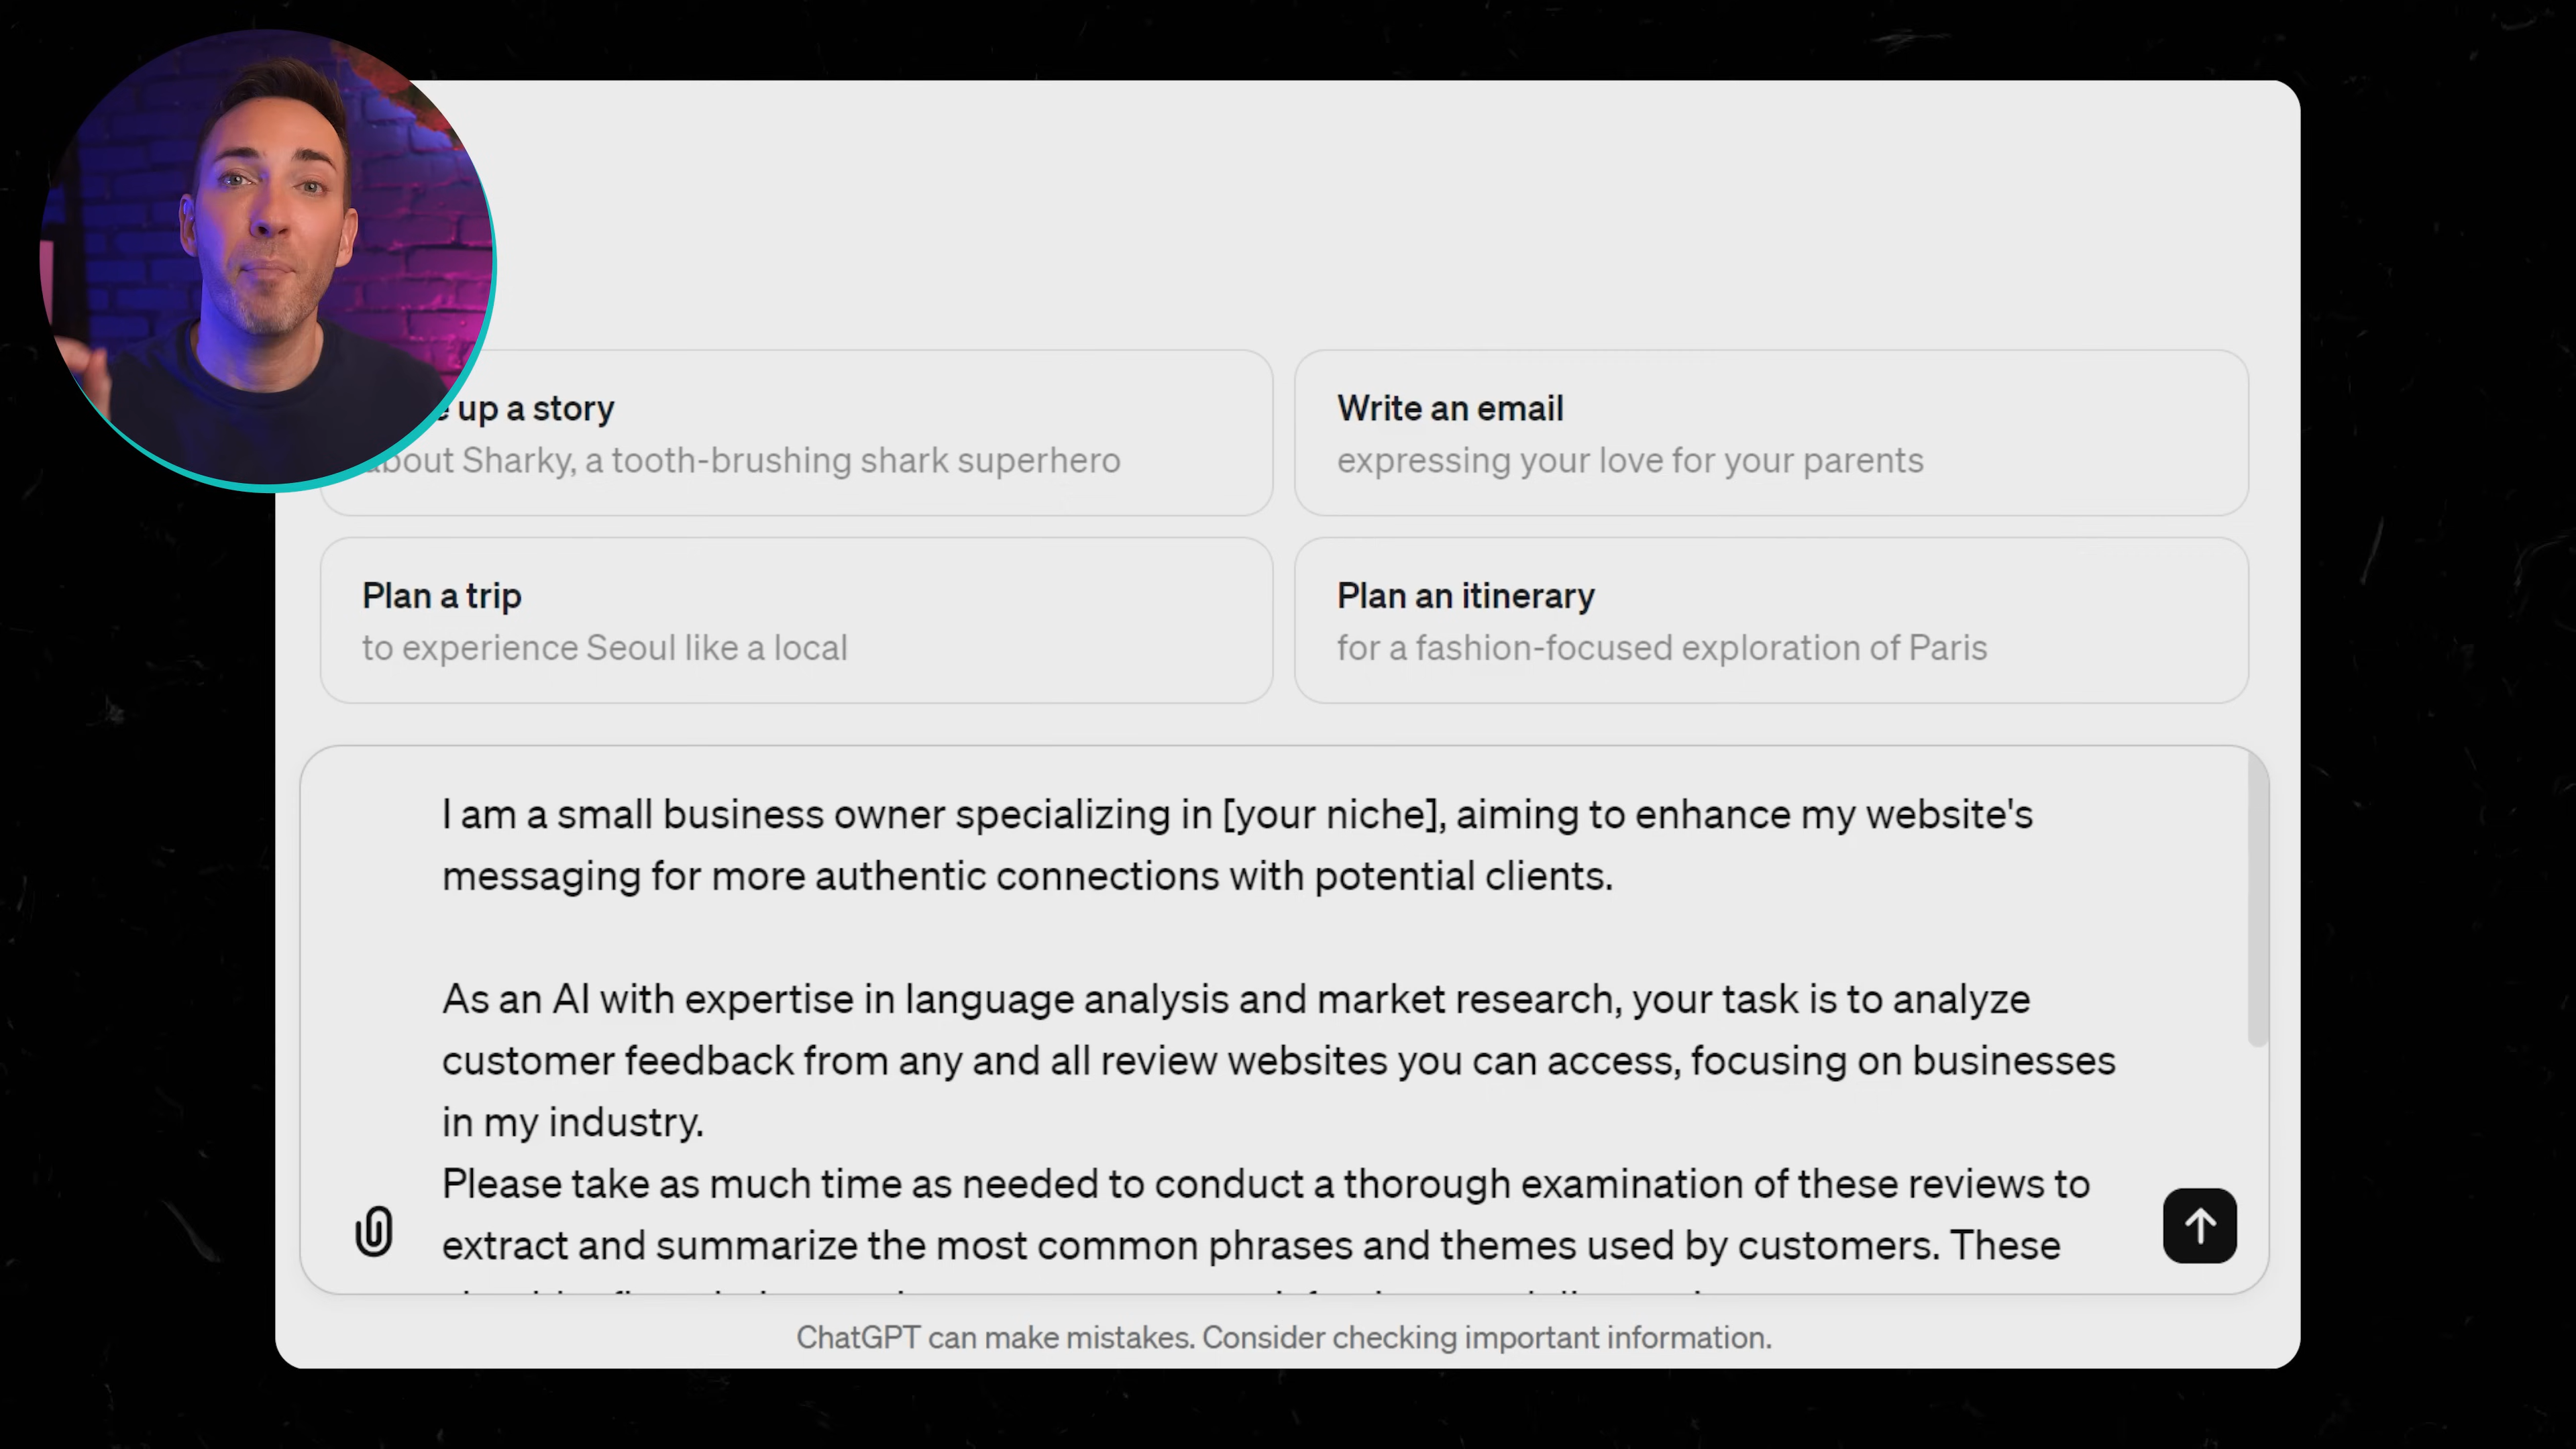 up a story
about Sharky, a tooth-brushing shark superhero
Write an email
expressing your love for your parents
Plan a trip
to experience Seoul like a local
Plan an itinerary
for a fashion-focused exploration of Paris
I am a small business owner specializing in [your niche], aiming to enhance my website's
messaging for more authentic connections with potential clients.
As an AI with expertise in language analysis and market research, your task is to analyze
customer feedback from any and all review websites you can access, focusing on businesses
in my industry.
Please take as much time as needed to conduct a thorough examination of these reviews to
extract and summarize the most common phrases and themes used by customers. These
ChatGPT can make mistakes. Consider checking important information.